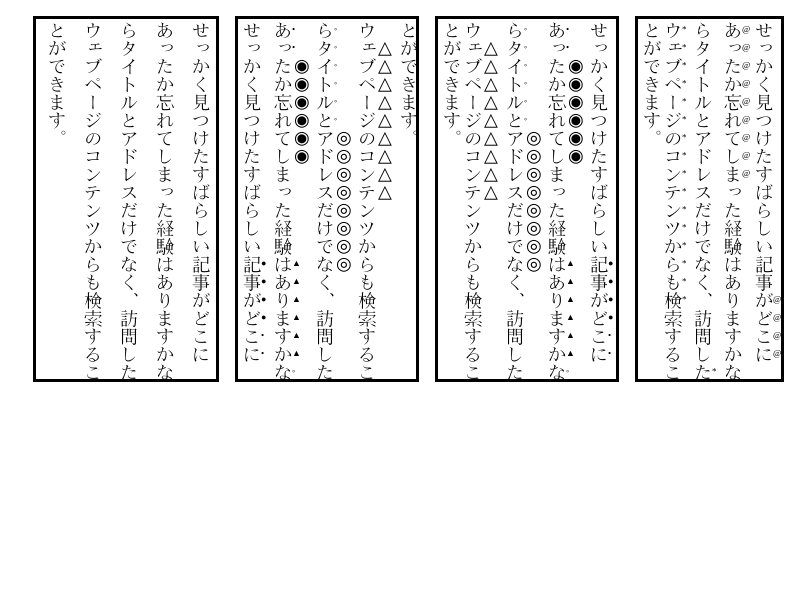 せっかく見つけたすばらしい記事がどこに
あったか忘れてしまった経験はありますかな
らタイトルとアドレスだけでなく、訪問した
ウェブページのコンテンツからも検索するこ
とができます。
せっかく見つけたすばらしい記事がどこに
あったか忘れてしまった経験はありますかな
らタイトルとアドレスだけでなく、訪問した
ウェブページのコンテンツからも検索するこ
とができます。
せっかく見つけたすばらしい記事がどこに
あったか忘れてしまった経験はありますかな
らタイトルとアドレスだけでなく、訪問した
ウェブページのコンテンツからも検索するこ
とができます。
せっかく見つけたすばらしい記事がどこに
あったか忘れてしまった経験はありますかな
らタイトルとアドレスだけでなく、訪問した
ウェブページのコンテンツからも検索するこ
とができます。